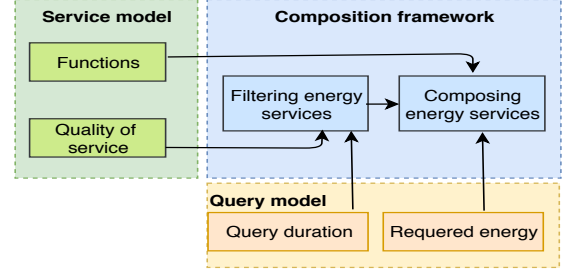 Service model
Composition framework
Functions
Filtering energy
services
Composing
energy services
Quality of
service
Query model
Query duration
Requered energy